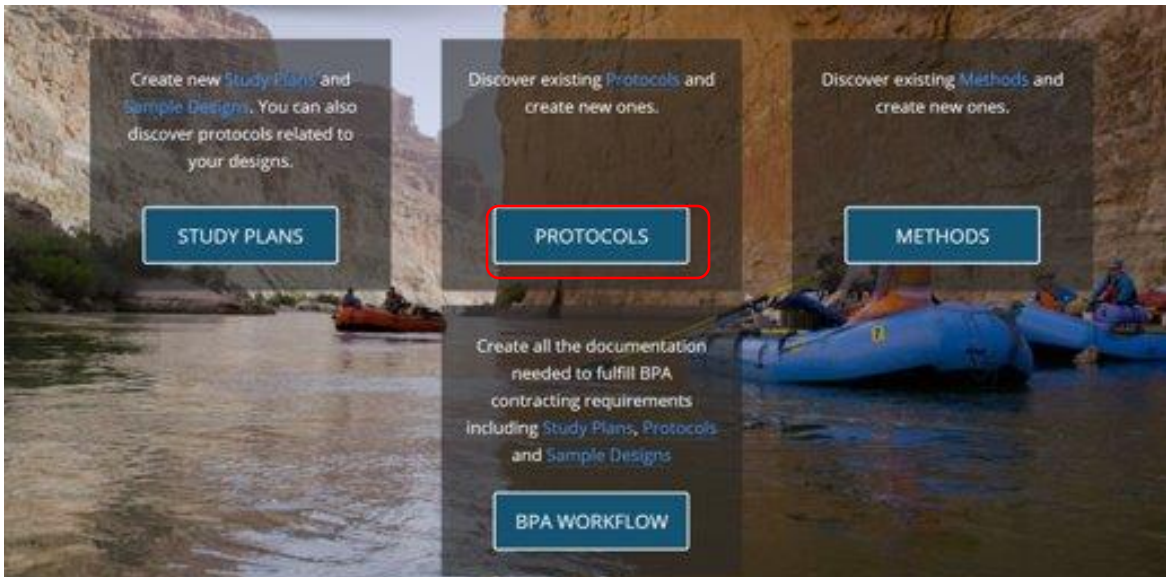 Create new Study Plans and
Sample Designs. You can also
discover protocols related to
your designs.
STUDY PLANS
Discover existing Protocols and
create new ones.
PROTOCOLS
Discover existing Methods and
create new ones.
METHODS
Create all the documentation
needed to fulfill BPA
contracting requirements
including Study Plans, Protocols
and Sample Designs
BPA WORKFLOW